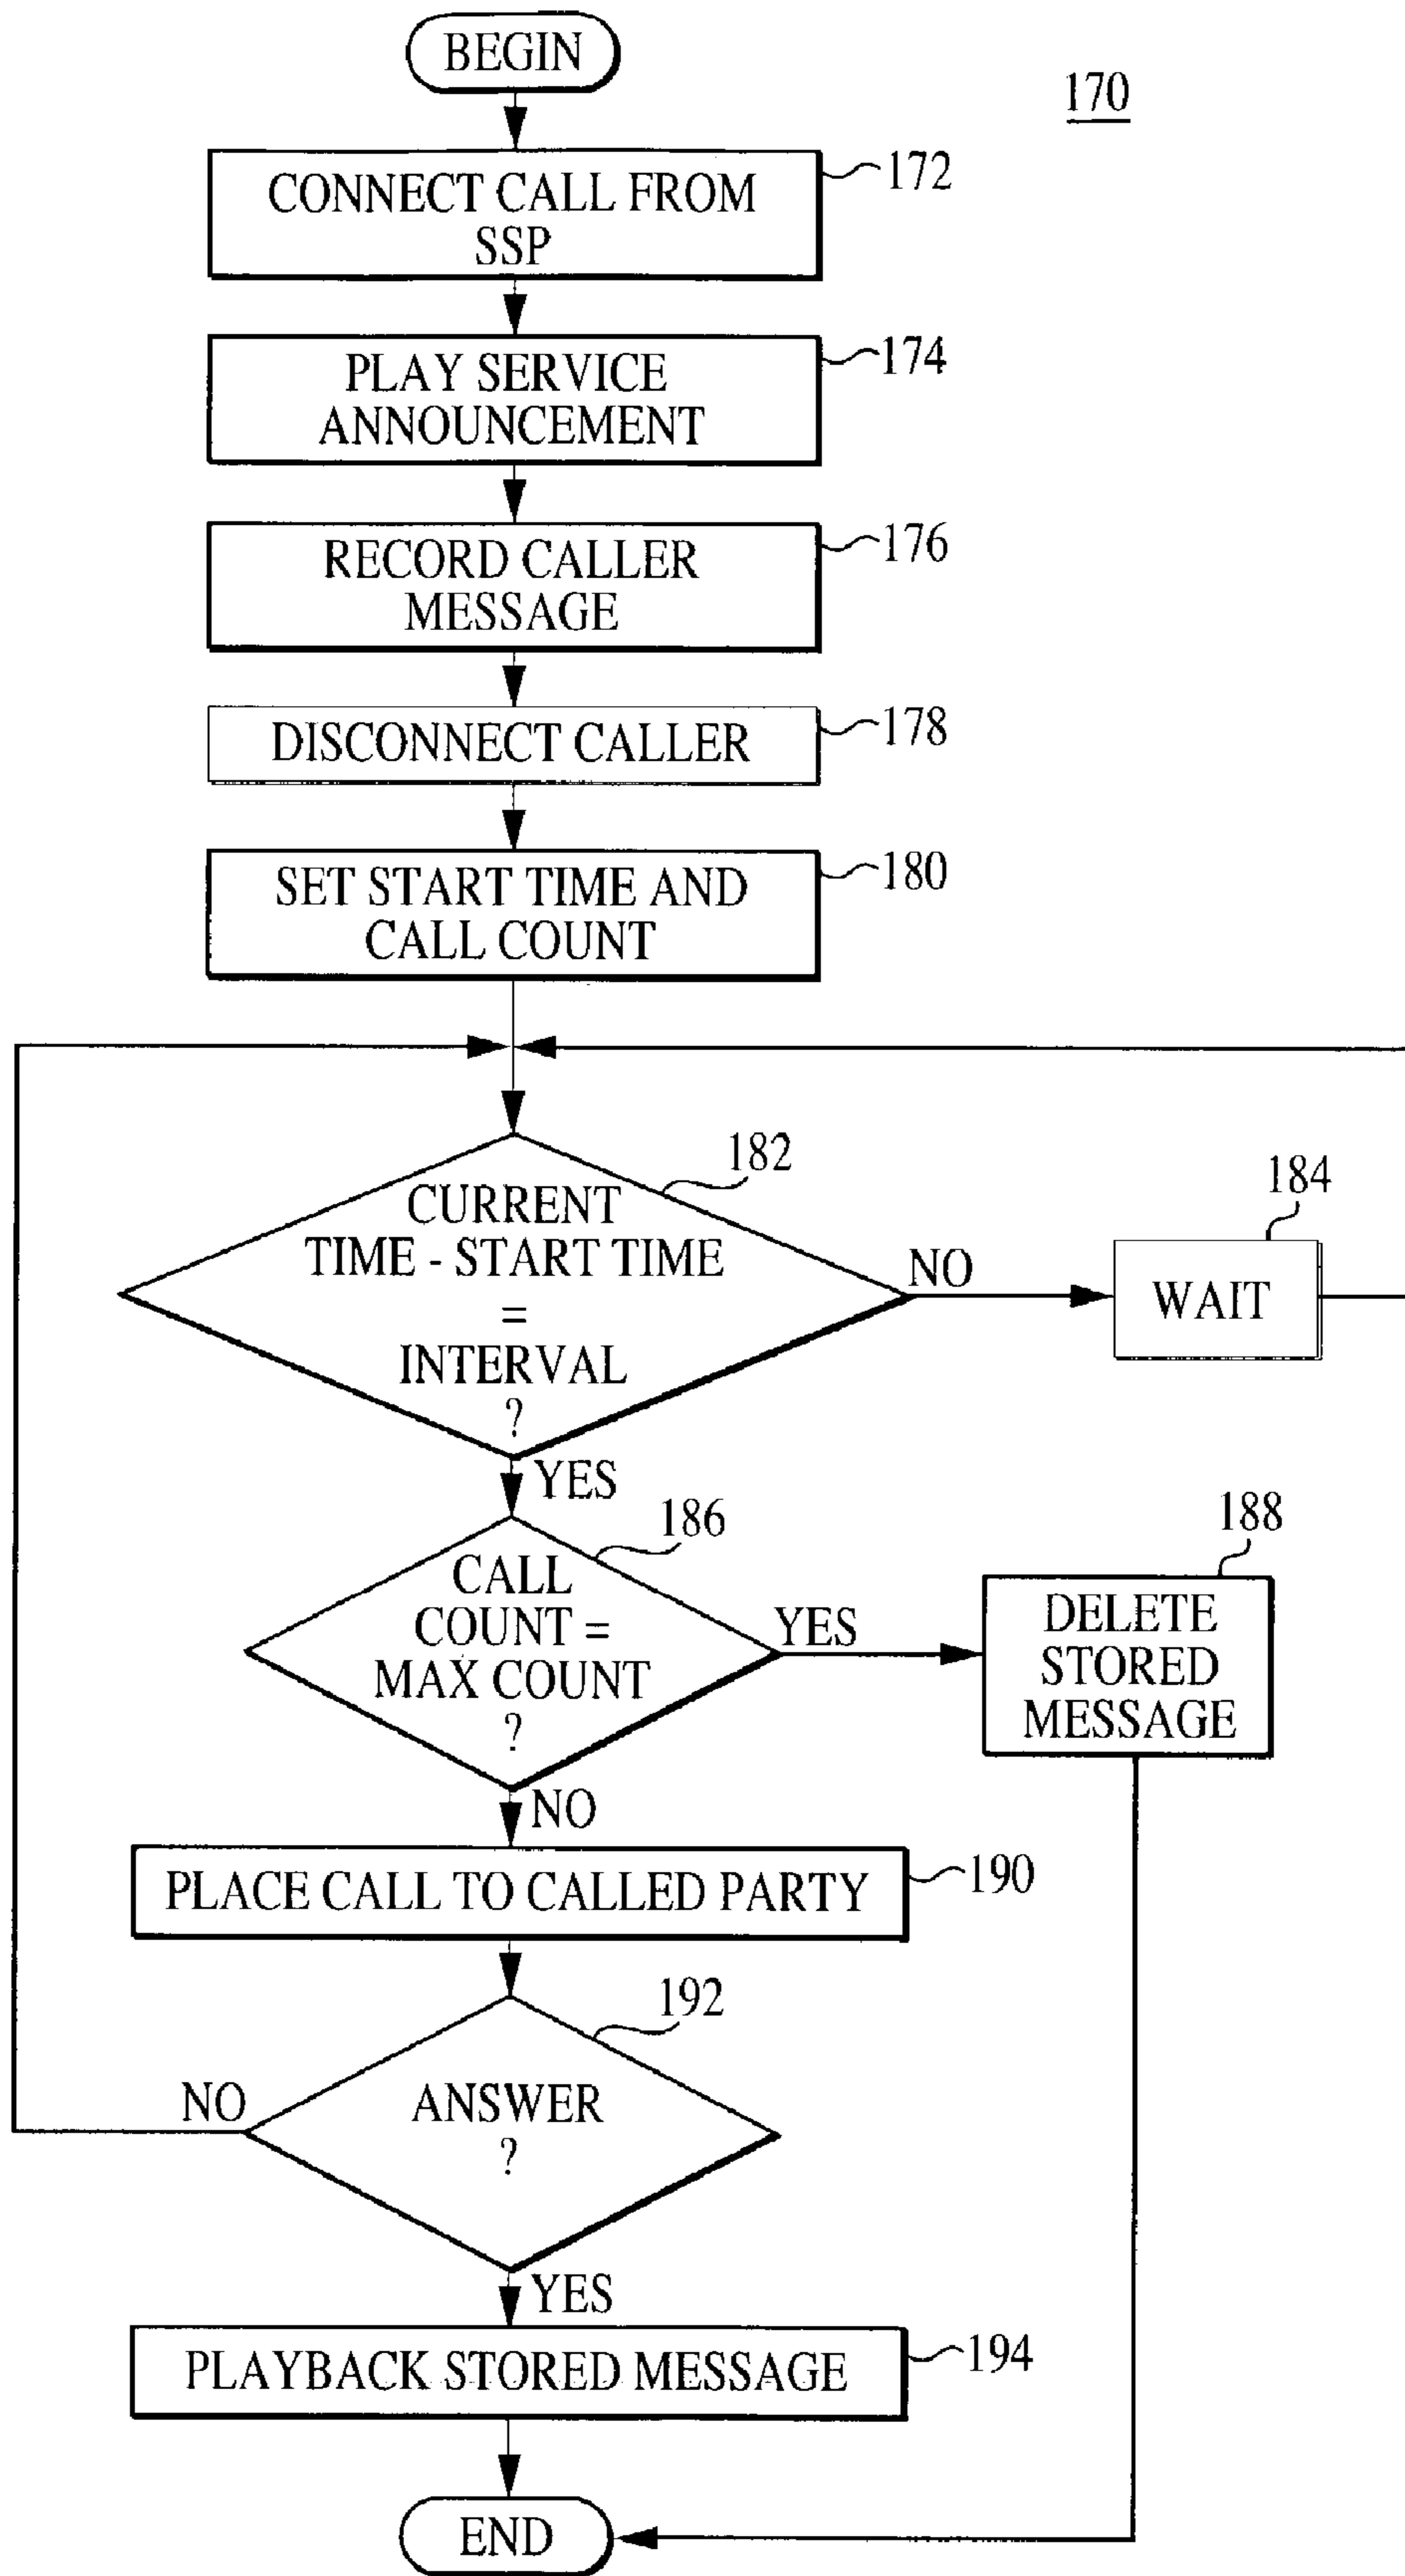 BEGIN
170
CONNECT CALL FROM
SSP
172
PLAY SERVICE
ANNOUNCEMENT
174
RECORD CALLER
MESSAGE
176
DISCONNECT CALLER
178
SET START TIME AND
CALL COUNT
180
182
CURRENT
TIME - START TIME
=
INTERVAL
?
NO
184
WAIT
YES
186
CALL
COUNT =
MAX COUNT
?
YES
188
DELETE
STORED
MESSAGE
NO
PLACE CALL TO CALLED PARTY
190
192
ANSWER
?
NO
YES
PLAYBACK STORED MESSAGE
194
END